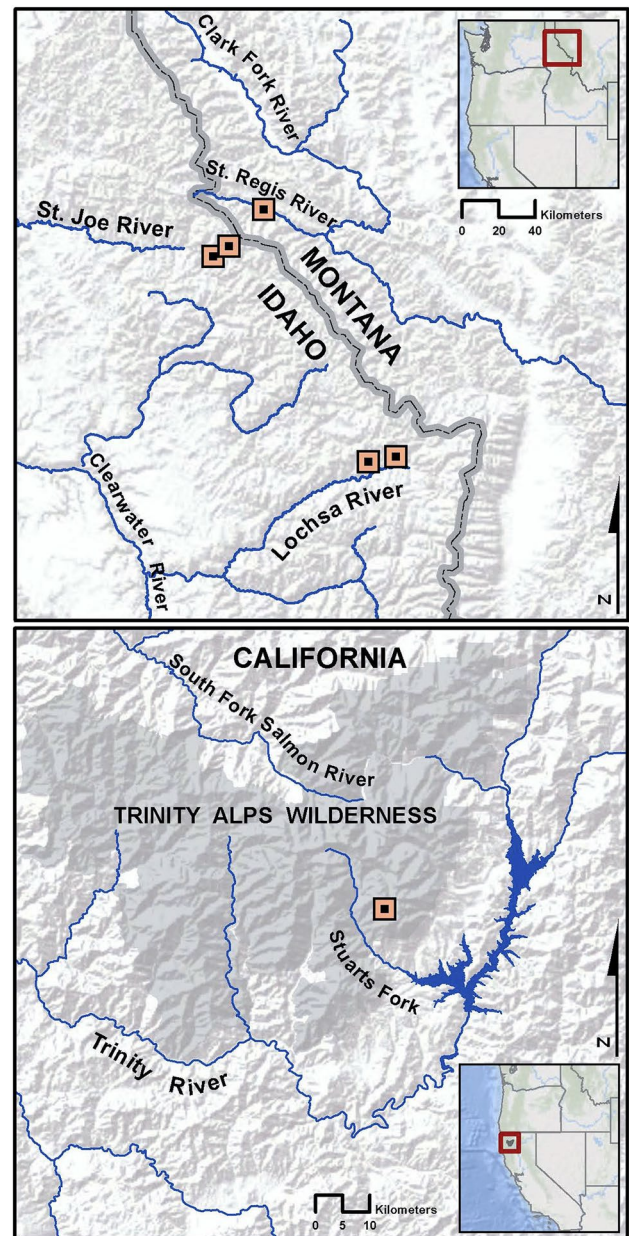 Clark Fork River
St. Regis River
St. Joe River
MONTANA
IDAHO
Clearwater River
Lochsa River
0 20 40 Kilometers
N
CALIFORNIA
South Fork Salmon River
TRINITY ALPS WILDERNESS
Stuarts Fork
Trinity River
N
0 5 10 Kilometers